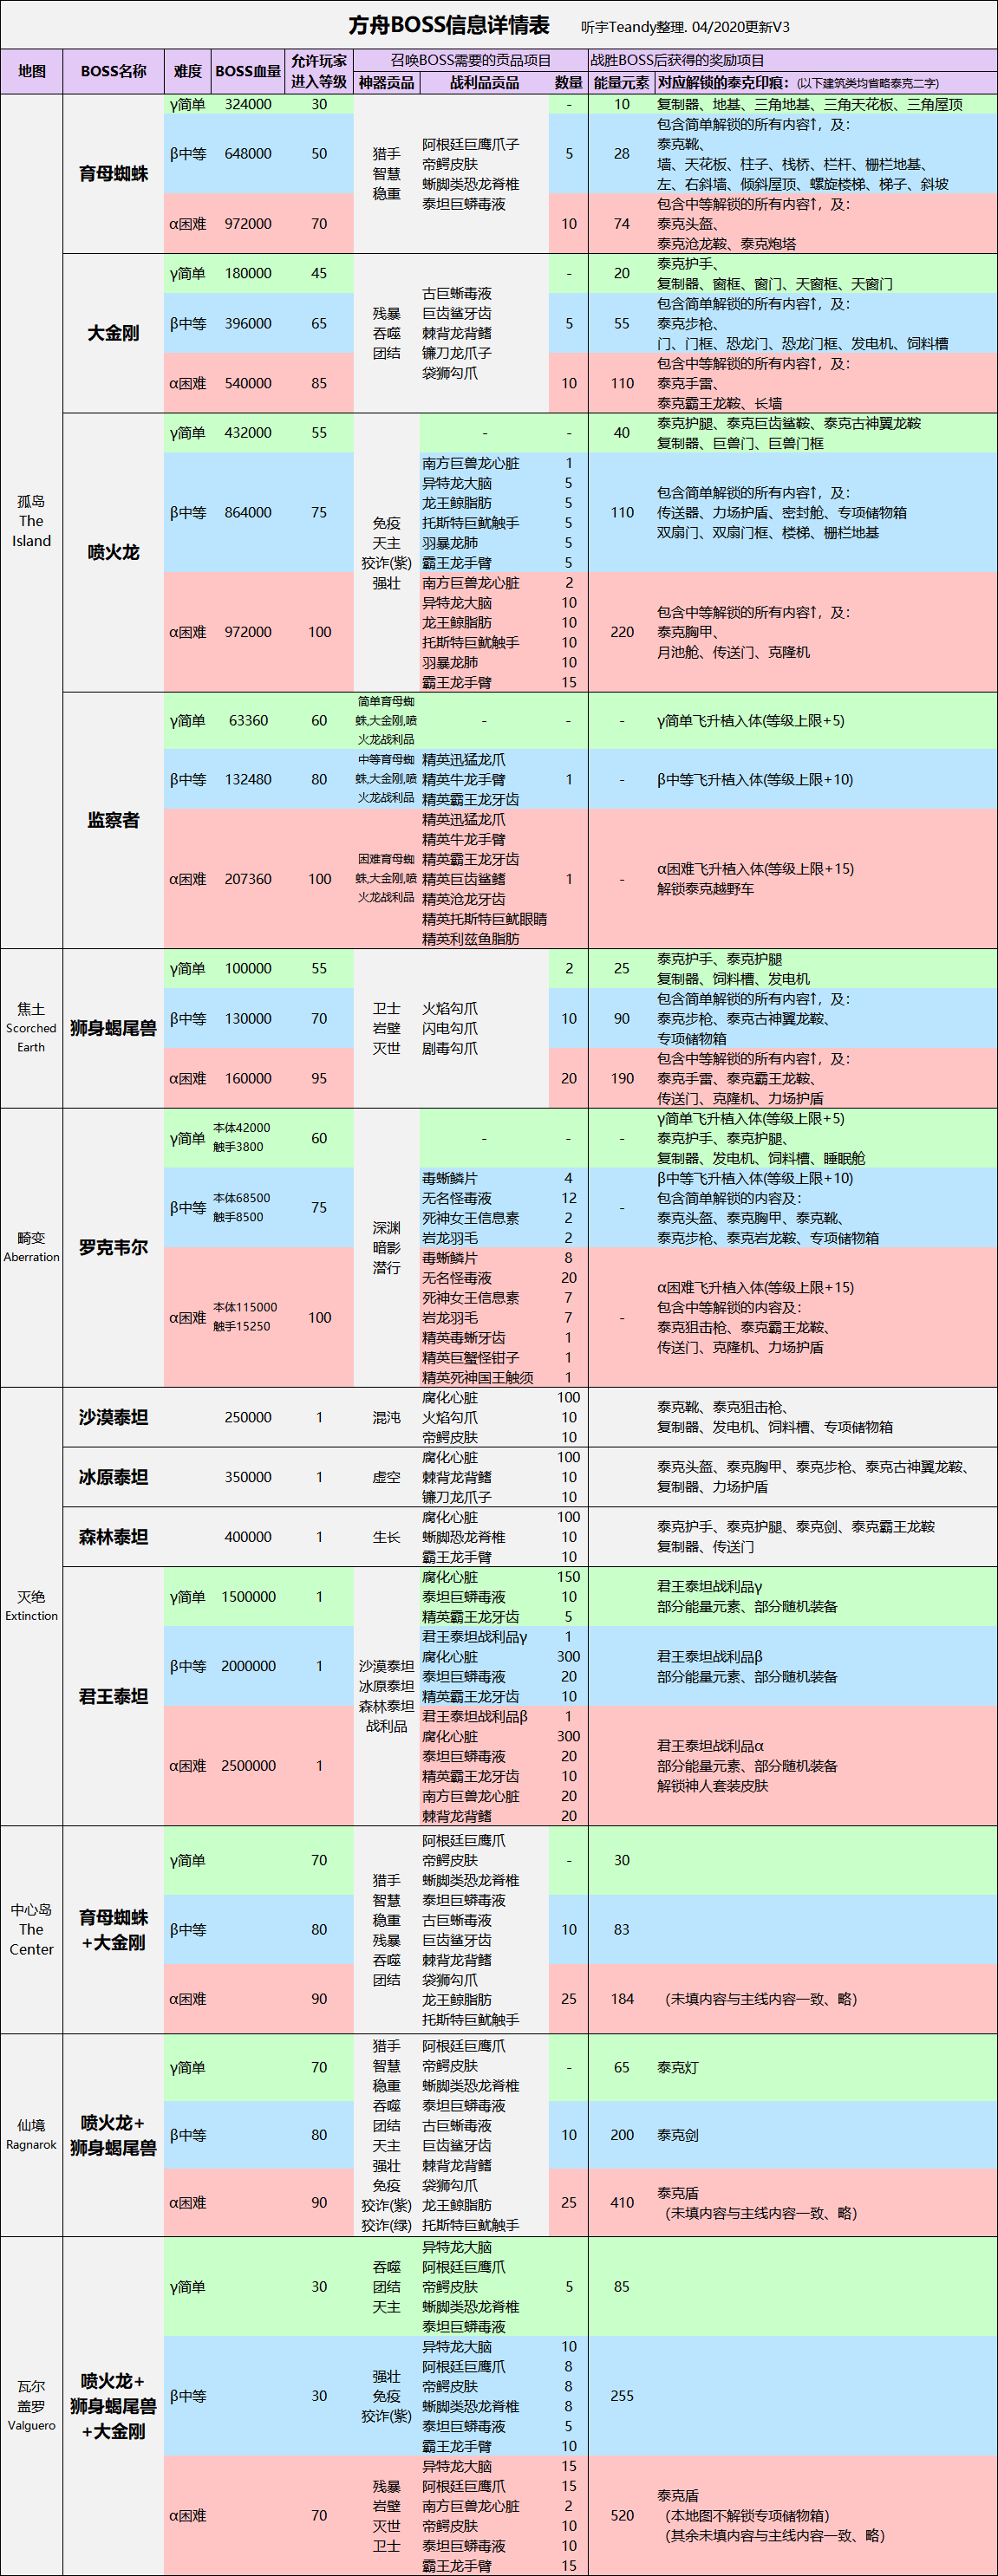 方舟BOSS信息详情表 听宇Teandy整理. 04/2020更新V3
地图 BOSS名称 难度 BOSS血量 允许玩家进入等级 召唤BOSS需要的贡品项目 战胜BOSS后获得的奖励项目
神器贡品 战利品贡品 数量 能量元素 对应解锁的泰克印痕：(以下建筑类均省略泰克二字)
孤岛
The
Island
育母蜘蛛
γ简单 324000 30 - 10 复制器、地基、三角地基、三角天花板、三角屋顶
猎手
智慧
稳重
阿根廷巨鹰爪子
帝鳄皮肤
蜥脚类恐龙脊椎
泰坦巨蟒毒液
β中等 648000 50 5 28
包含简单解锁的所有内容↑，及：
泰克靴、
墙、天花板、柱子、栈桥、栏杆、栅栏地基、
左、右斜墙、倾斜屋顶、螺旋楼梯、梯子、斜坡
α困难 972000 70 10 74
包含中等解锁的所有内容↑，及：
泰克头盔、
泰克沧龙鞍、泰克炮塔
大金刚
γ简单 180000 45 - 20
泰克护手、
复制器、窗框、窗门、天窗框、天窗门
残暴
吞噬
团结
古巨蜥毒液
巨齿鲨牙齿
棘背龙背鳍
镰刀龙爪子
袋狮勾爪
β中等 396000 65 5 55
包含简单解锁的所有内容↑，及：
泰克步枪、
门、门框、恐龙门、恐龙门框、发电机、饲料槽
α困难 540000 85 10 110
包含中等解锁的所有内容↑，及：
泰克手雷、
泰克霸王龙鞍、长墙
喷火龙
γ简单 432000 55 - - 40
泰克护腿、泰克巨齿鲨鞍、泰克古神翼龙鞍
复制器、巨兽门、巨兽门框
免疫
天主
狡诈(紫)
强壮
β中等 864000 75
南方巨兽龙心脏 1
异特龙大脑 5
龙王鲸脂肪 5
托斯特巨鱿触手 5
羽暴龙肺 5
霸王龙手臂 5
110
包含简单解锁的所有内容↑，及：
传送器、力场护盾、密封舱、专项储物箱
双扇门、双扇门框、楼梯、栅栏地基
α困难 972000 100
南方巨兽龙心脏 2
异特龙大脑 10
龙王鲸脂肪 10
托斯特巨鱿触手 10
羽暴龙肺 10
霸王龙手臂 15
220
包含中等解锁的所有内容↑，及：
泰克胸甲、
月池舱、传送门、克隆机
监察者
γ简单 63360 60
简单育母蜘
蛛,大金刚,喷
火龙战利品
- - - γ简单飞升植入体(等级上限+5)
β中等 132480 80
中等育母蜘
蛛,大金刚,喷
火龙战利品
精英迅猛龙爪
精英牛龙手臂
精英霸王龙牙齿
1 - β中等飞升植入体(等级上限+10)
α困难 207360 100
困难育母蜘
蛛,大金刚,喷
火龙战利品
精英迅猛龙爪
精英牛龙手臂
精英霸王龙牙齿
精英巨齿鲨鳍
精英沧龙牙齿
精英托斯特巨鱿眼睛
精英利兹鱼脂肪
1 -
α困难飞升植入体(等级上限+15)
解锁泰克越野车
焦土
Scorched
Earth
狮身蝎尾兽
γ简单 100000 55 2 25
泰克护手、泰克护腿
复制器、饲料槽、发电机
卫士
岩壁
灭世
火焰勾爪
闪电勾爪
剧毒勾爪
β中等 130000 70 10 90
包含简单解锁的所有内容↑，及：
泰克步枪、泰克古神翼龙鞍、
专项储物箱
α困难 160000 95 20 190
包含中等解锁的所有内容↑，及：
泰克手雷、泰克霸王龙鞍、
传送门、克隆机、力场护盾
畸变
Aberration
罗克韦尔
γ简单
本体42000
触手3800
60 - - -
γ简单飞升植入体(等级上限+5)
泰克护手、泰克护腿、
复制器、发电机、饲料槽、睡眠舱
深渊
暗影
潜行
β中等
本体68500
触手8500
75
毒蜥鳞片 4
无名怪毒液 12
死神女王信息素 2
岩龙羽毛 2
-
β中等飞升植入体(等级上限+10)
包含简单解锁的内容及：
泰克头盔、泰克胸甲、泰克靴、
泰克步枪、泰克岩龙鞍、专项储物箱
α困难
本体115000
触手15250
100
毒蜥鳞片 8
无名怪毒液 20
死神女王信息素 7
岩龙羽毛 7
精英毒蜥牙齿 1
精英巨蟹怪钳子 1
精英死神国王触须 1
-
α困难飞升植入体(等级上限+15)
包含中等解锁的内容及：
泰克狙击枪、泰克霸王龙鞍、
传送门、克隆机、力场护盾
灭绝
Extinction
沙漠泰坦 250000 1 混沌
腐化心脏 100
火焰勾爪 10
帝鳄皮肤 10
泰克靴、泰克狙击枪、
复制器、发电机、饲料槽、专项储物箱
冰原泰坦 350000 1 虚空
腐化心脏 100
棘背龙背鳍 10
镰刀龙爪子 10
泰克头盔、泰克胸甲、泰克步枪、泰克古神翼龙鞍、
复制器、力场护盾
森林泰坦 400000 1 生长
腐化心脏 100
蜥脚恐龙脊椎 10
霸王龙手臂 10
泰克护手、泰克护腿、泰克剑、泰克霸王龙鞍
复制器、传送门
君王泰坦
沙漠泰坦
冰原泰坦
森林泰坦
战利品
γ简单 1500000 1
腐化心脏 150
泰坦巨蟒毒液 10
精英霸王龙牙齿 5
君王泰坦战利品γ
部分能量元素、部分随机装备
β中等 2000000 1
君王泰坦战利品γ 1
腐化心脏 300
泰坦巨蟒毒液 20
精英霸王龙牙齿 10
君王泰坦战利品β
部分能量元素、部分随机装备
α困难 2500000 1
君王泰坦战利品β 1
腐化心脏 300
泰坦巨蟒毒液 20
精英霸王龙牙齿 10
南方巨兽龙心脏 20
棘背龙背鳍 20
君王泰坦战利品α
部分能量元素、部分随机装备
解锁神人套装皮肤
中心岛
The
Center
育母蜘蛛
+大金刚
猎手
智慧
稳重
残暴
吞噬
团结
阿根廷巨鹰爪
帝鳄皮肤
蜥脚类恐龙脊椎
泰坦巨蟒毒液
古巨蜥毒液
巨齿鲨牙齿
棘背龙背鳍
袋狮勾爪
龙王鲸脂肪
托斯特巨鱿触手
γ简单 70 - 30
β中等 80 10 83
α困难 90 25 184 （未填内容与主线内容一致、略）
仙境
Ragnarok
喷火龙+
狮身蝎尾兽
猎手
智慧
稳重
吞噬
团结
天主
强壮
免疫
狡诈(紫)
狡诈(绿)
阿根廷巨鹰爪
帝鳄皮肤
蜥脚类恐龙脊椎
泰坦巨蟒毒液
古巨蜥毒液
巨齿鲨牙齿
棘背龙背鳍
袋狮勾爪
龙王鲸脂肪
托斯特巨鱿触手
γ简单 70 - 65 泰克灯
β中等 80 10 200 泰克剑
α困难 90 25 410
泰克盾
（未填内容与主线内容一致、略）
瓦尔
盖罗
Valguero
喷火龙+
狮身蝎尾兽
+大金刚
γ简单 30
吞噬
团结
天主
异特龙大脑
阿根廷巨鹰爪
帝鳄皮肤
蜥脚类恐龙脊椎
泰坦巨蟒毒液
5 85
β中等 30
强壮
免疫
狡诈(紫)
异特龙大脑 10
阿根廷巨鹰爪 8
帝鳄皮肤 8
蜥脚类恐龙脊椎 8
泰坦巨蟒毒液 5
霸王龙手臂 10
255
α困难 70
残暴
岩壁
灭世
卫士
异特龙大脑 15
阿根廷巨鹰爪 15
南方巨兽龙心脏 2
帝鳄皮肤 10
泰坦巨蟒毒液 10
霸王龙手臂 15
520
泰克盾
（本地图不解锁专项储物箱）
（其余未填内容与主线内容一致、略）